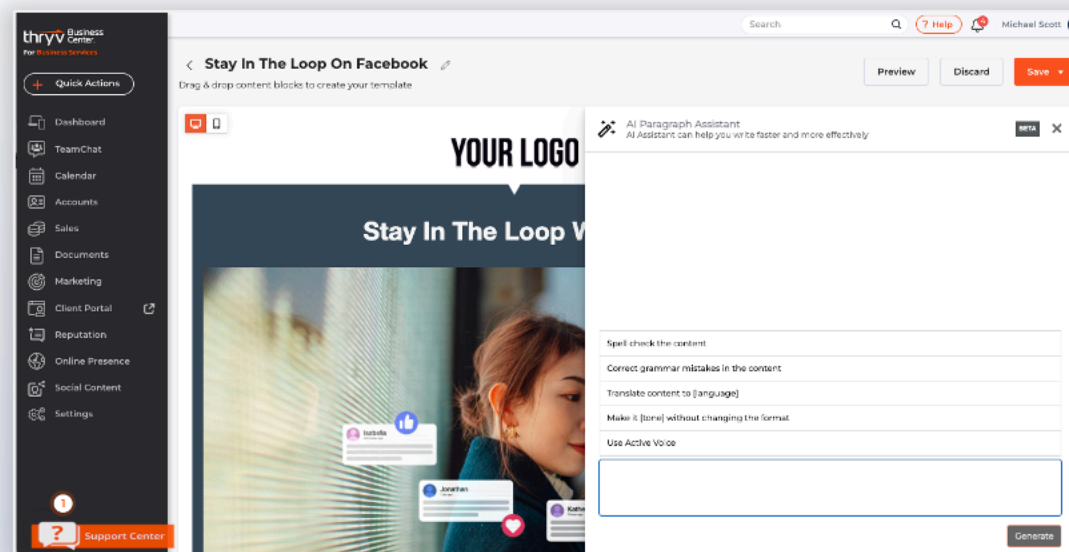 thryv Business Center.
For Business Services
Quick Actions
Dashboard
TeamChat
Calendar
Accounts
Sales
Documents
Marketing
Client Portal
Reputation
Online Presence
Social Content
Settings
1
? Support Center
Search
? Help
4
Michael Scott
Stay In The Loop On Facebook
Drag & drop content blocks to create your template
Preview
Discard
Save
YOUR LOGO
Stay In The Loop W
Isabella
Jonathan
Kathe
AI Paragraph Assistant
AI Assistant can help you write faster and more effectively
BETA
Spell check the content
Correct grammar mistakes in the content
Translate content to [language]
Make it [tone] without changing the format
Use Active Voice
Generate